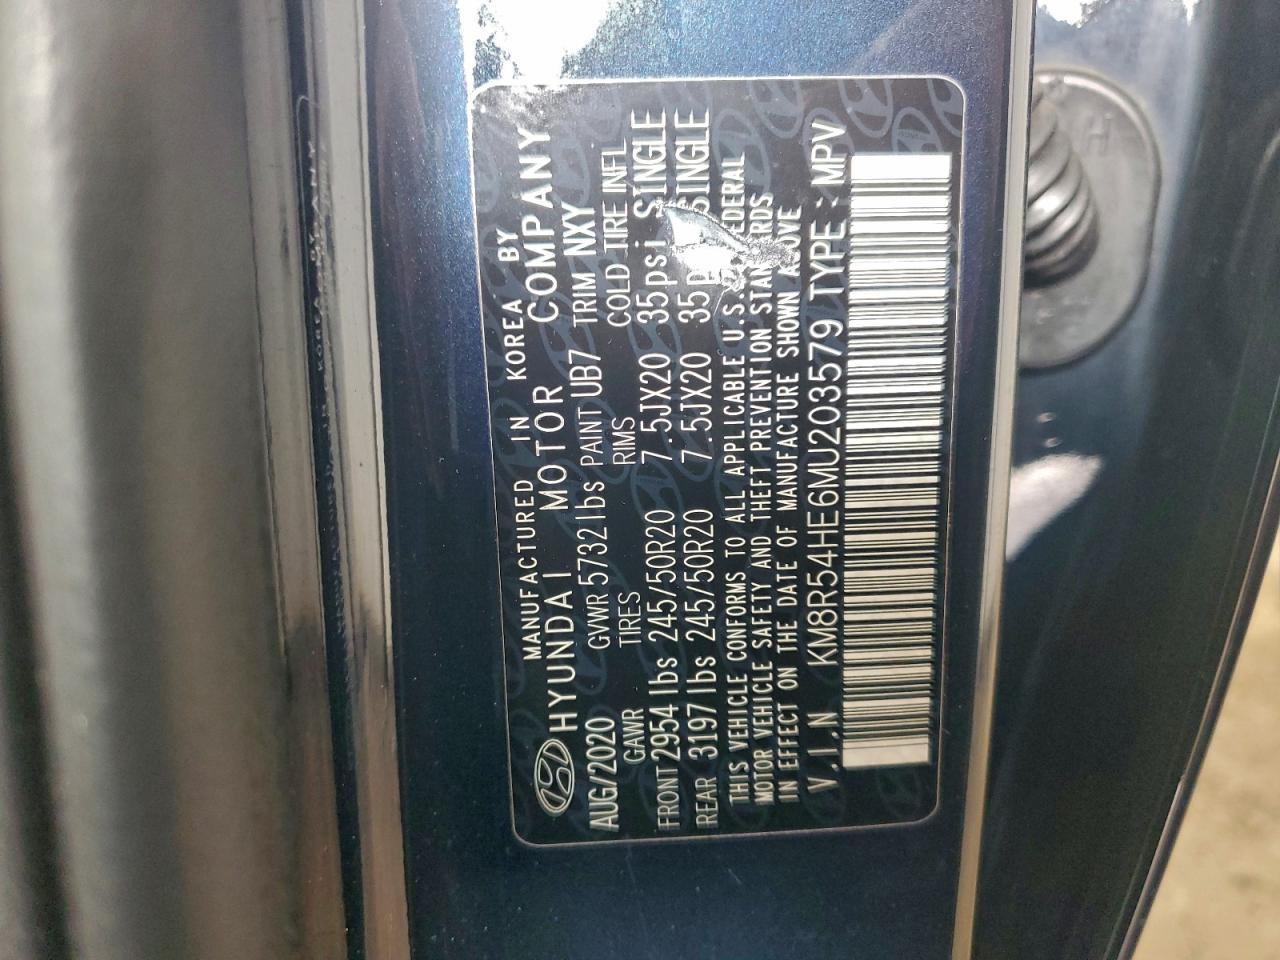 MANUFACTURED IN KOREA BY
HYUNDAI MOTOR COMPANY
AUG/2020 GVWR 5732 lbs PAINT UB7 TRIM NXY
GAWR TIRES RIMS COLD TIRE INFL
FRONT 2954 lbs 245/50R20 7.5JX20 35psi SINGLE
REAR 3197 lbs 245/50R20 7.5JX20 35p SINGLE
THIS VEHICLE CONFORMS TO ALL APPLICABLE U.S. FEDERAL
MOTOR VEHICLE SAFETY AND THEFT PREVENTION STANDARDS
IN EFFECT ON THE DATE OF MANUFACTURE SHOWN ABOVE
V.I.N KM8R54HE6MU203579 TYPE : MPV